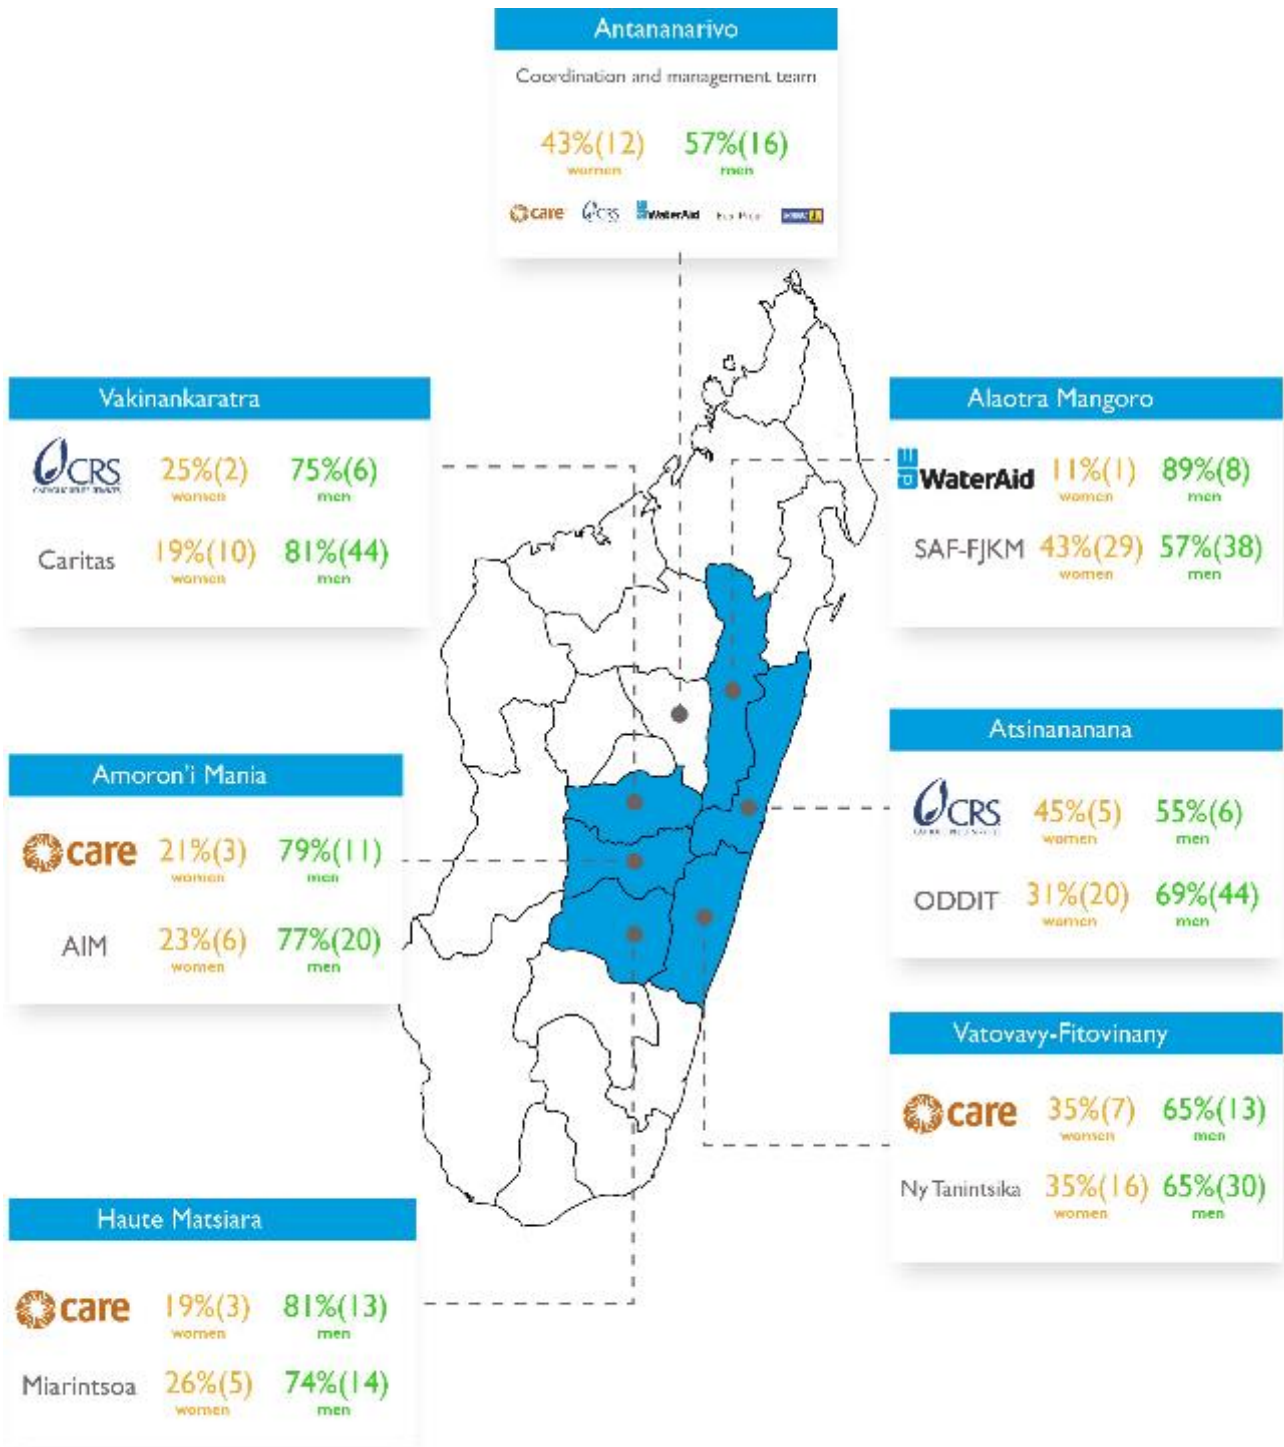 Antananarivo
Coordination and management team
43%(12) 57%(16)
women men
care CRS WaterAid
Vakinankaratra
CRS 25%(2) 75%(6)
women men
Caritas 19%(10) 81%(44)
women men
Alaotra Mangoro
WaterAid 11%(1) 89%(8)
women men
SAF-FJKM 43%(29) 57%(38)
women men
Amoron'i Mania
care 21%(3) 79%(11)
women men
AIM 23%(6) 77%(20)
women men
Atsinananana
CRS 45%(5) 55%(6)
women men
ODDIT 31%(20) 69%(44)
women men
Vatovavy-Fitovinany
care 35%(7) 65%(13)
women men
Ny Tanintsika 35%(16) 65%(30)
women men
Haute Matsiara
care 19%(3) 81%(13)
women men
Miarintsoa 26%(5) 74%(14)
women men